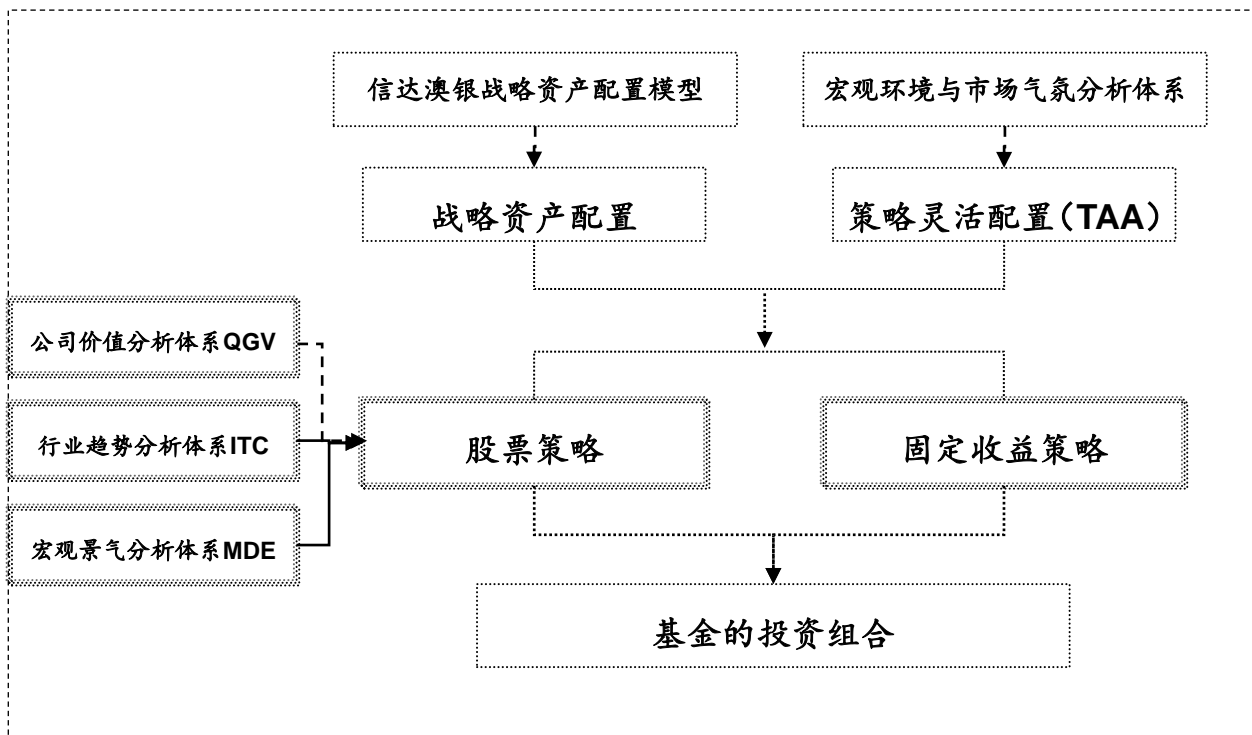 信达澳银战略资产配置模型
宏观环境与市场气氛分析体系
战略资产配置
策略灵活配置（TAA）
公司价值分析体系QGV
行业趋势分析体系ITC
股票策略
固定收益策略
宏观景气分析体系MDE
基金的投资组合